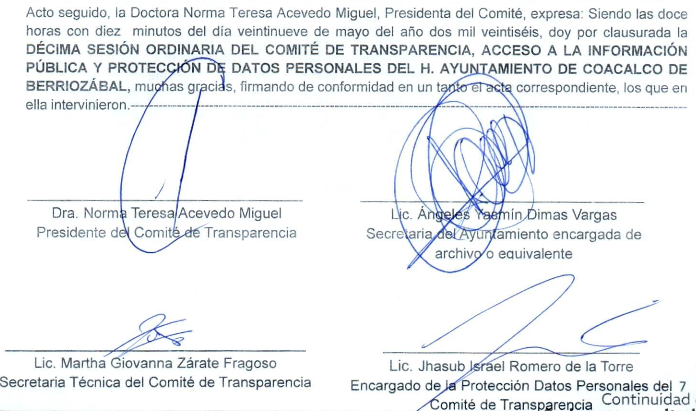 Acto seguido, la Doctora Norma Teresa Acevedo Miguel, Presidenta del Comité, expresa: Siendo las doce
horas con diez minutos del día veintinueve de mayo del año dos mil veintiséis, doy por clausurada la
DÉCIMA SESIÓN ORDINARIA DEL COMITÉ DE TRANSPARENCIA, ACCESO A LA INFORMACIÓN
PÚBLICA Y PROTECCIÓN DE DATOS PERSONALES DEL H. AYUNTAMIENTO DE COACALCO DE
BERRIOZÁBAL, muchas gracias, firmando de conformidad en un tanto el acta correspondiente, los que en
ella intervinieron.
Dra. Norma Teresa Acevedo Miguel
Presidente del Comité de Transparencia
Lic. Ángeles Yazmín Dimas Vargas
Secretaria del Ayuntamiento encargada de
archivo o equivalente
Lic. Martha Giovanna Zárate Fragoso
Secretaria Técnica del Comité de Transparencia
Lic. Jhasub Israel Romero de la Torre
Encargado de la Protección Datos Personales del 7
Comité de Transparencia
Continuidad